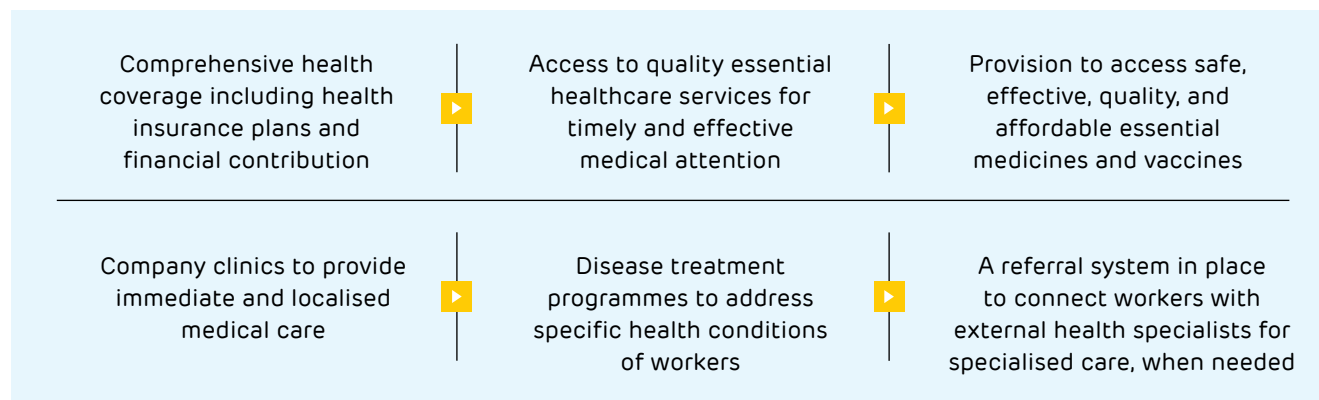 Comprehensive health
coverage including health
insurance plans and
financial contribution
Access to quality essential
healthcare services for
timely and effective
medical attention
Provision to access safe,
effective, quality, and
affordable essential
medicines and vaccines
Company clinics to provide
immediate and localised
medical care
Disease treatment
programmes to address
specific health conditions
of workers
A referral system in place
to connect workers with
external health specialists for
specialised care, when needed